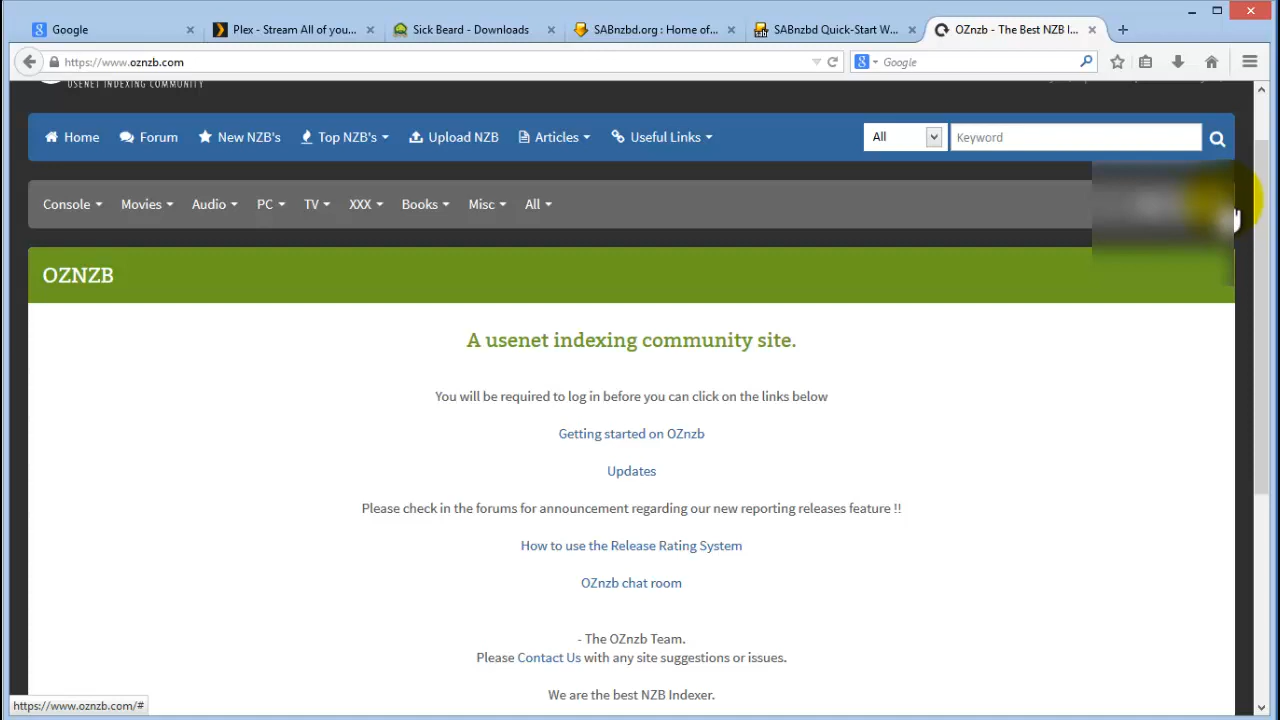 Google
Plex - Stream All of you...
Sick Beard - Downloads
SABnzbd.org : Home of...
SABnzbd Quick-Start W...
OZnzb - The Best NZB I...
https://www.oznzb.com
Google
USENET INDEXING COMMUNITY
Home
Forum
New NZB's
Top NZB's
Upload NZB
Articles
Useful Links
All
Keyword
Console
Movies
Audio
PC
TV
XXX
Books
Misc
All
OZNZB
A usenet indexing community site.
You will be required to log in before you can click on the links below
Getting started on OZnzb
Updates
Please check in the forums for announcement regarding our new reporting releases feature !!
How to use the Release Rating System
OZnzb chat room
- The OZnzb Team.
Please Contact Us with any site suggestions or issues.
We are the best NZB Indexer.
https://www.oznzb.com/#